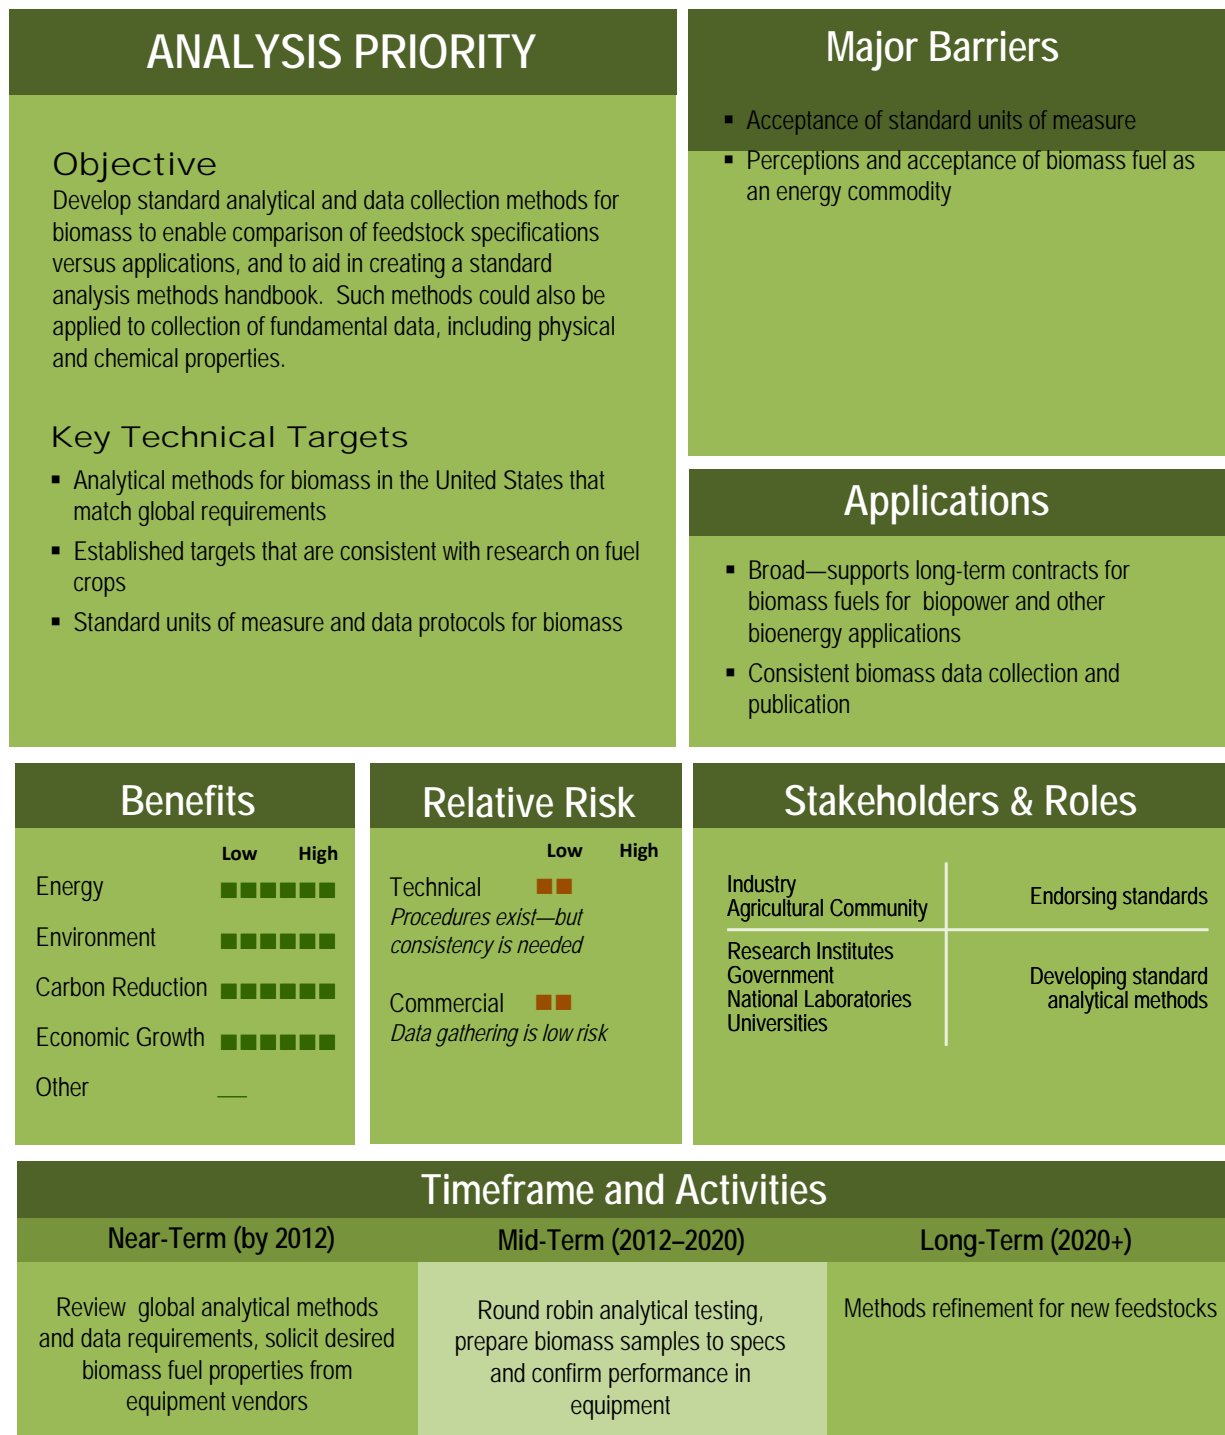 ANALYSIS PRIORITY
Objective
Develop standard analytical and data collection methods for
biomass to enable comparison of feedstock specifications
versus applications, and to aid in creating a standard
analysis methods handbook.  Such methods could also be
applied to collection of fundamental data, including physical
and chemical properties.
Key Technical Targets
▪ Analytical methods for biomass in the United States that
match global requirements
▪ Established targets that are consistent with research on fuel
crops
▪ Standard units of measure and data protocols for biomass
Major Barriers
▪ Acceptance of standard units of measure
▪ Perceptions and acceptance of biomass fuel as
an energy commodity
Applications
▪ Broad—supports long-term contracts for
biomass fuels for  biopower and other
bioenergy applications
▪ Consistent biomass data collection and
publication
Benefits
Low High
Energy
Environment
Carbon Reduction
Economic Growth
Other __
Relative Risk
Low High
Technical
Procedures exist—but
consistency is needed
Commercial
Data gathering is low risk
Stakeholders & Roles
Industry
Agricultural Community
Endorsing standards
Research Institutes
Government
National Laboratories
Universities
Developing standard
analytical methods
Timeframe and Activities
Near-Term (by 2012)
Review  global analytical methods
and data requirements, solicit desired
biomass fuel properties from
equipment vendors
Mid-Term (2012–2020)
Round robin analytical testing,
prepare biomass samples to specs
and confirm performance in
equipment
Long-Term (2020+)
Methods refinement for new feedstocks